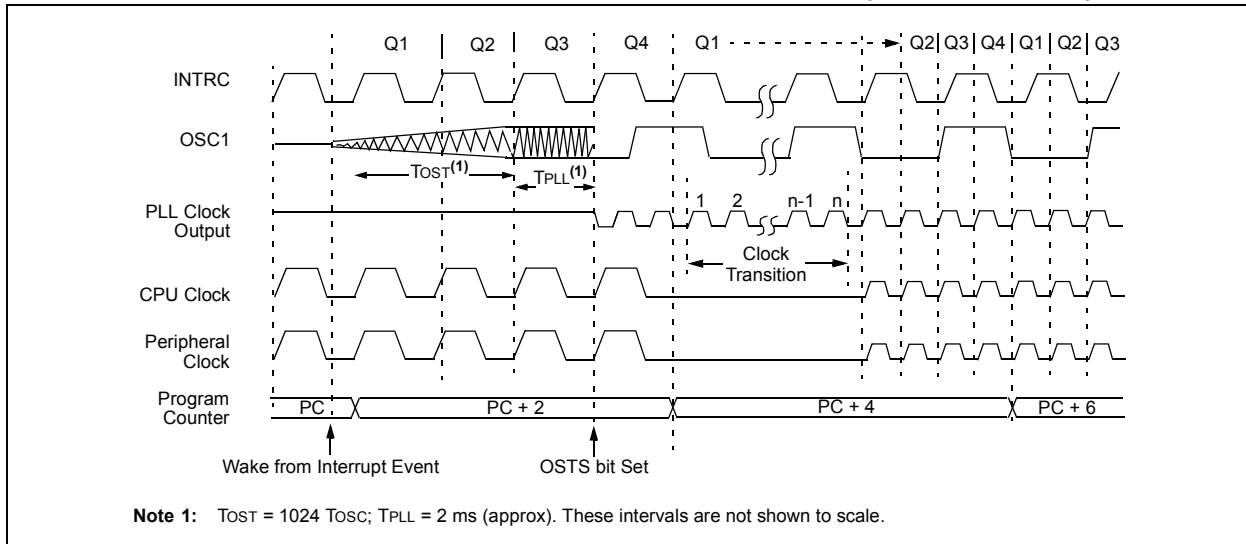 Q1 Q2 Q3 Q4 Q1 Q2 Q3 Q4 Q1 Q2 Q3
INTRC
OSC1
TOST(1) TPLL(1)
1 2 n-1 n
PLL Clock
Output
Clock
Transition
CPU Clock
Peripheral
Clock
Program
Counter
PC PC + 2 PC + 4 PC + 6
Wake from Interrupt Event OSTS bit Set
Note 1: TOST = 1024 TOSC; TPLL = 2 ms (approx). These intervals are not shown to scale.